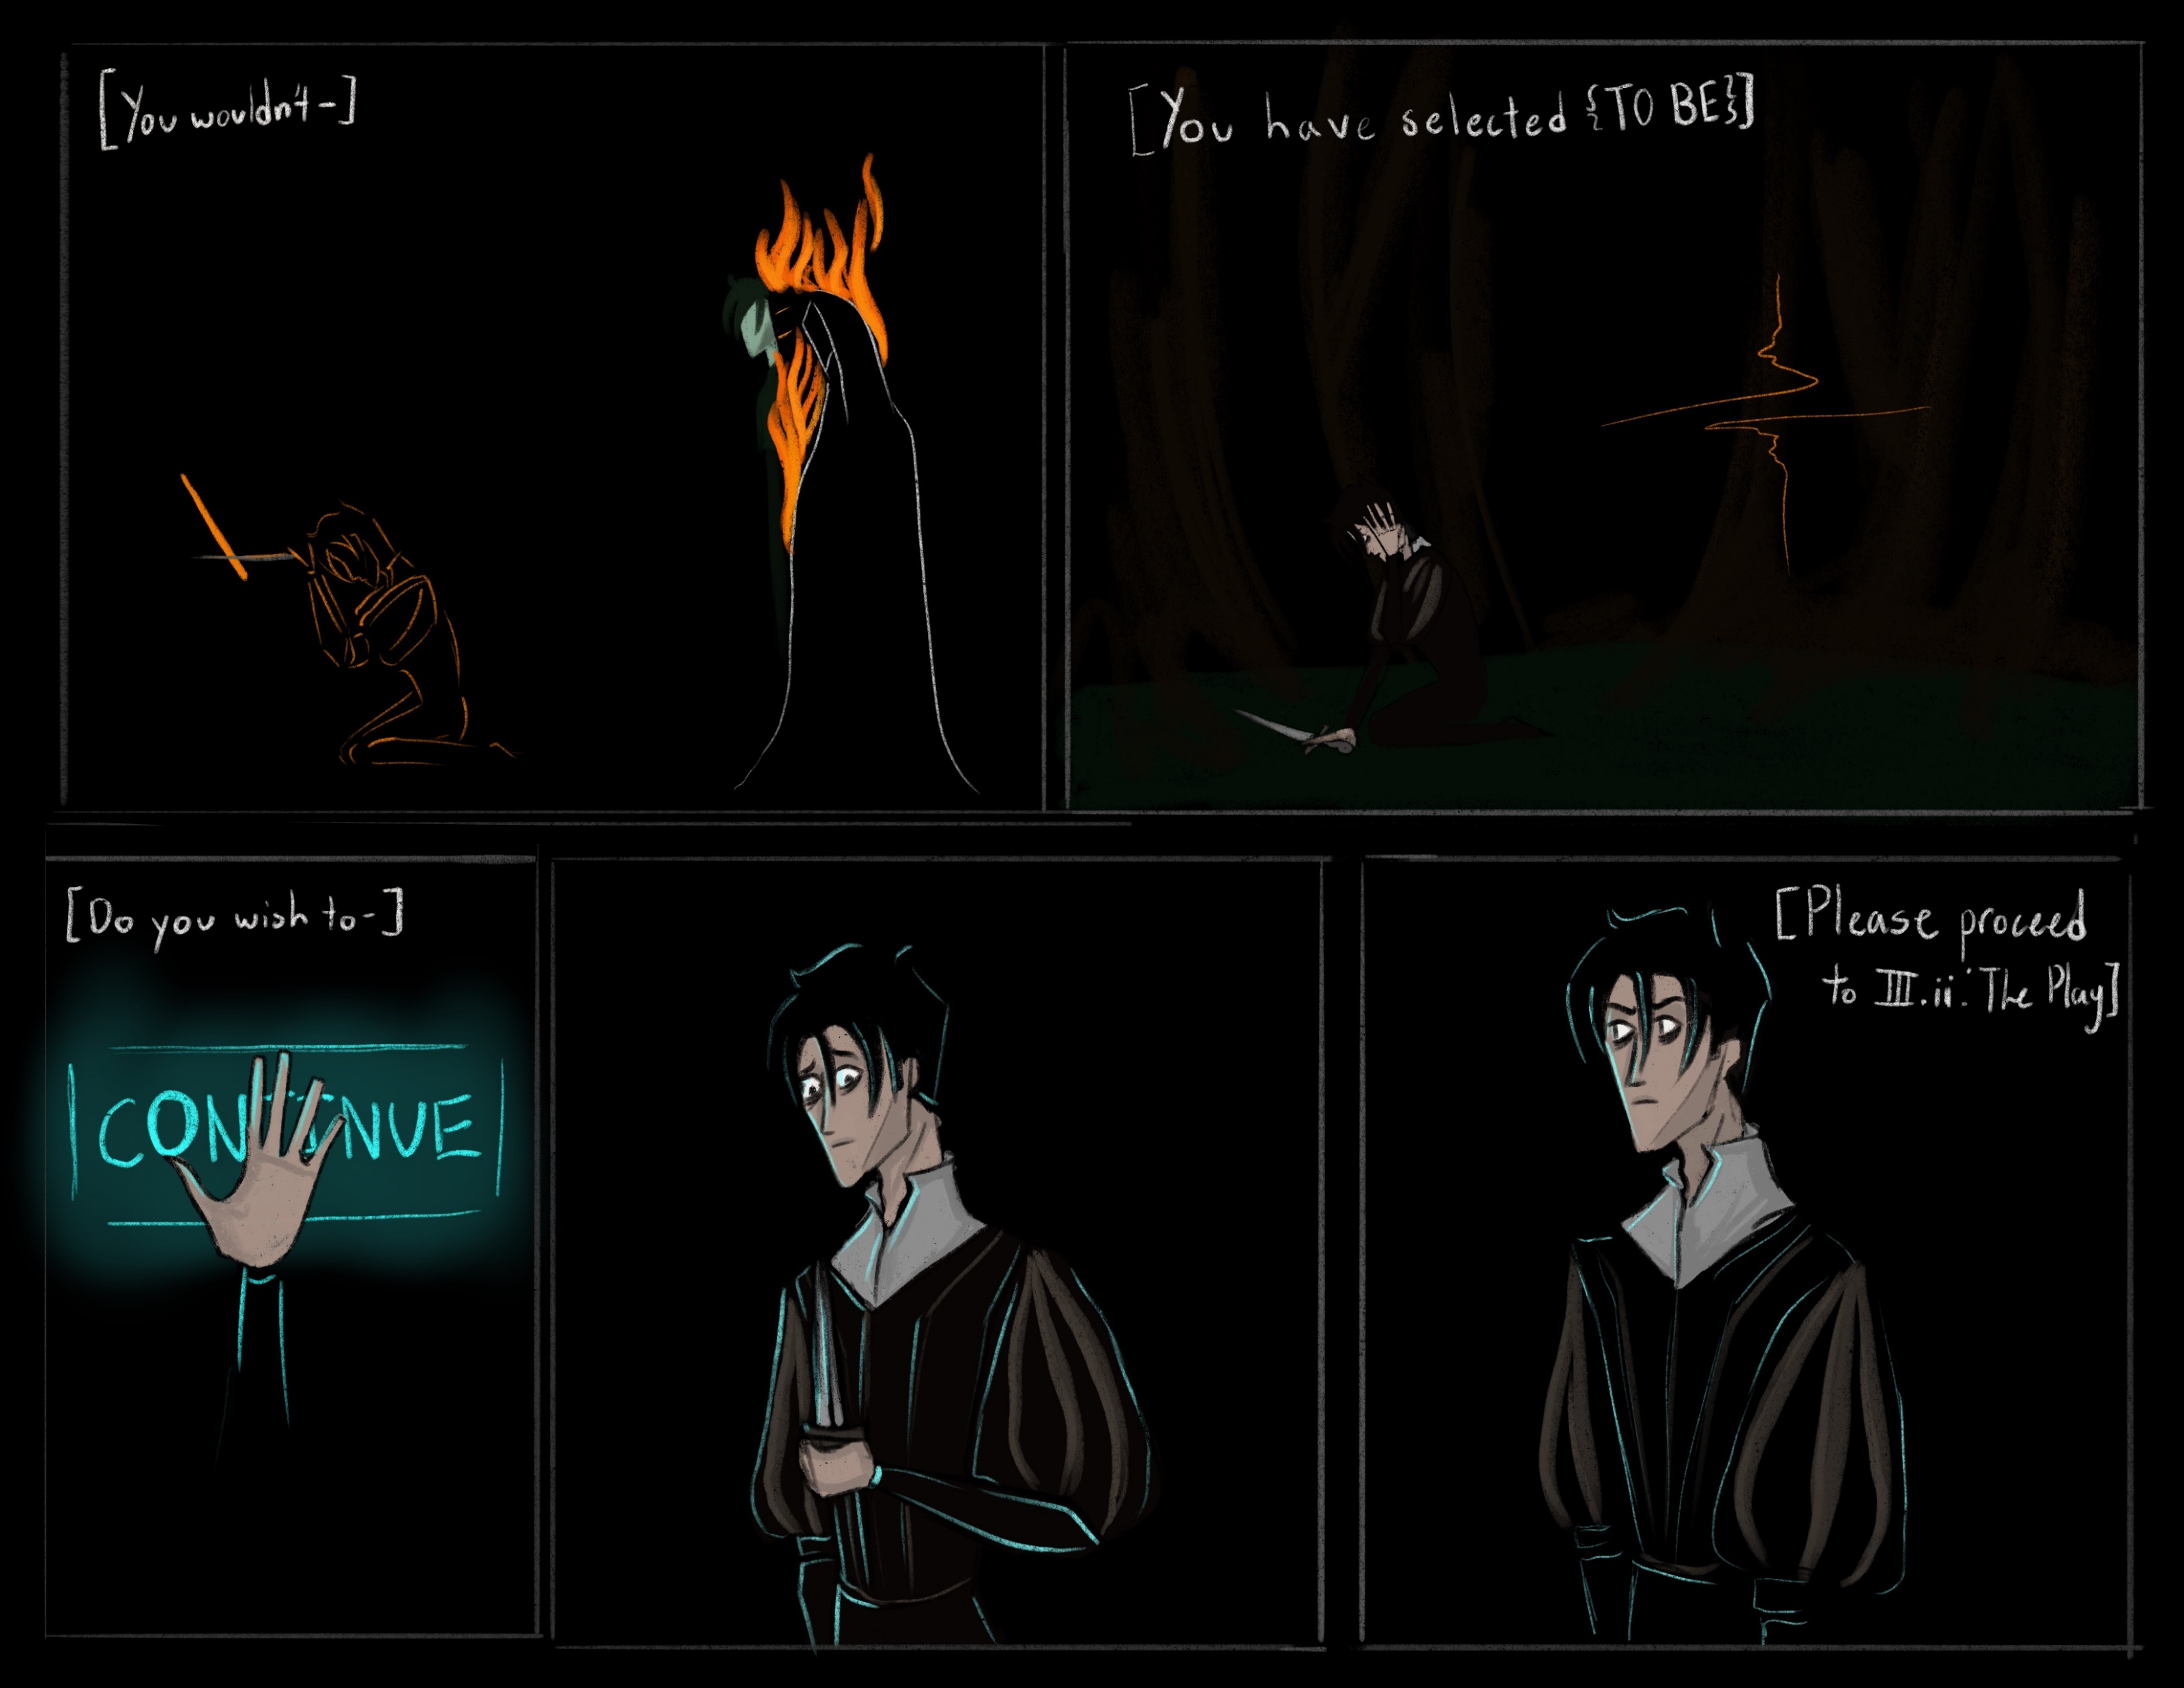 [You wouldn't-]
[You have selected {TO BE}]
[Do you wish to-]
CONTINUE
[Please proceed
to III.ii: The Play]